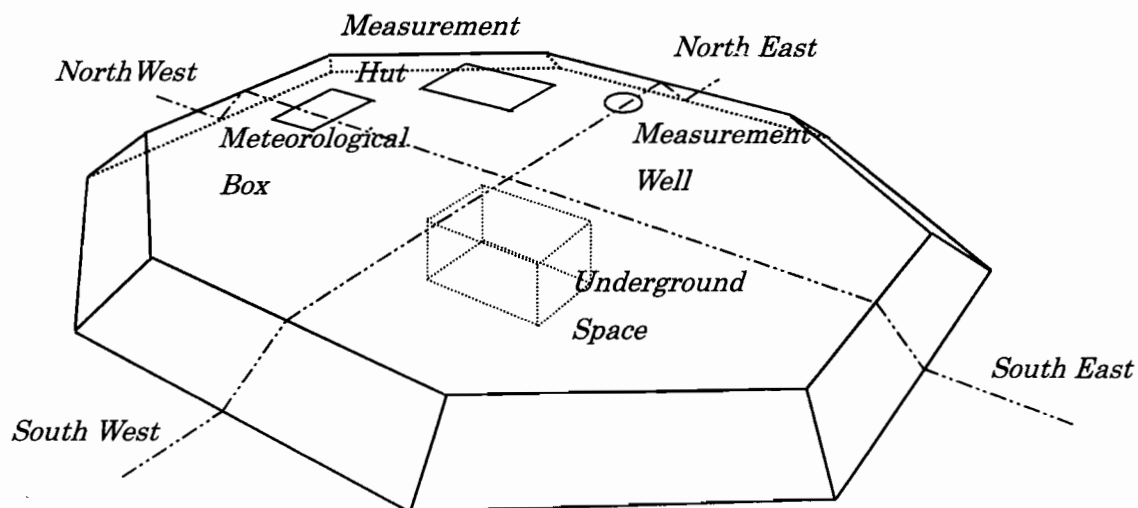 Measurement
Hut
North West
North East
Meteorological
Box
Measurement
Well
Underground
Space
South East
South West